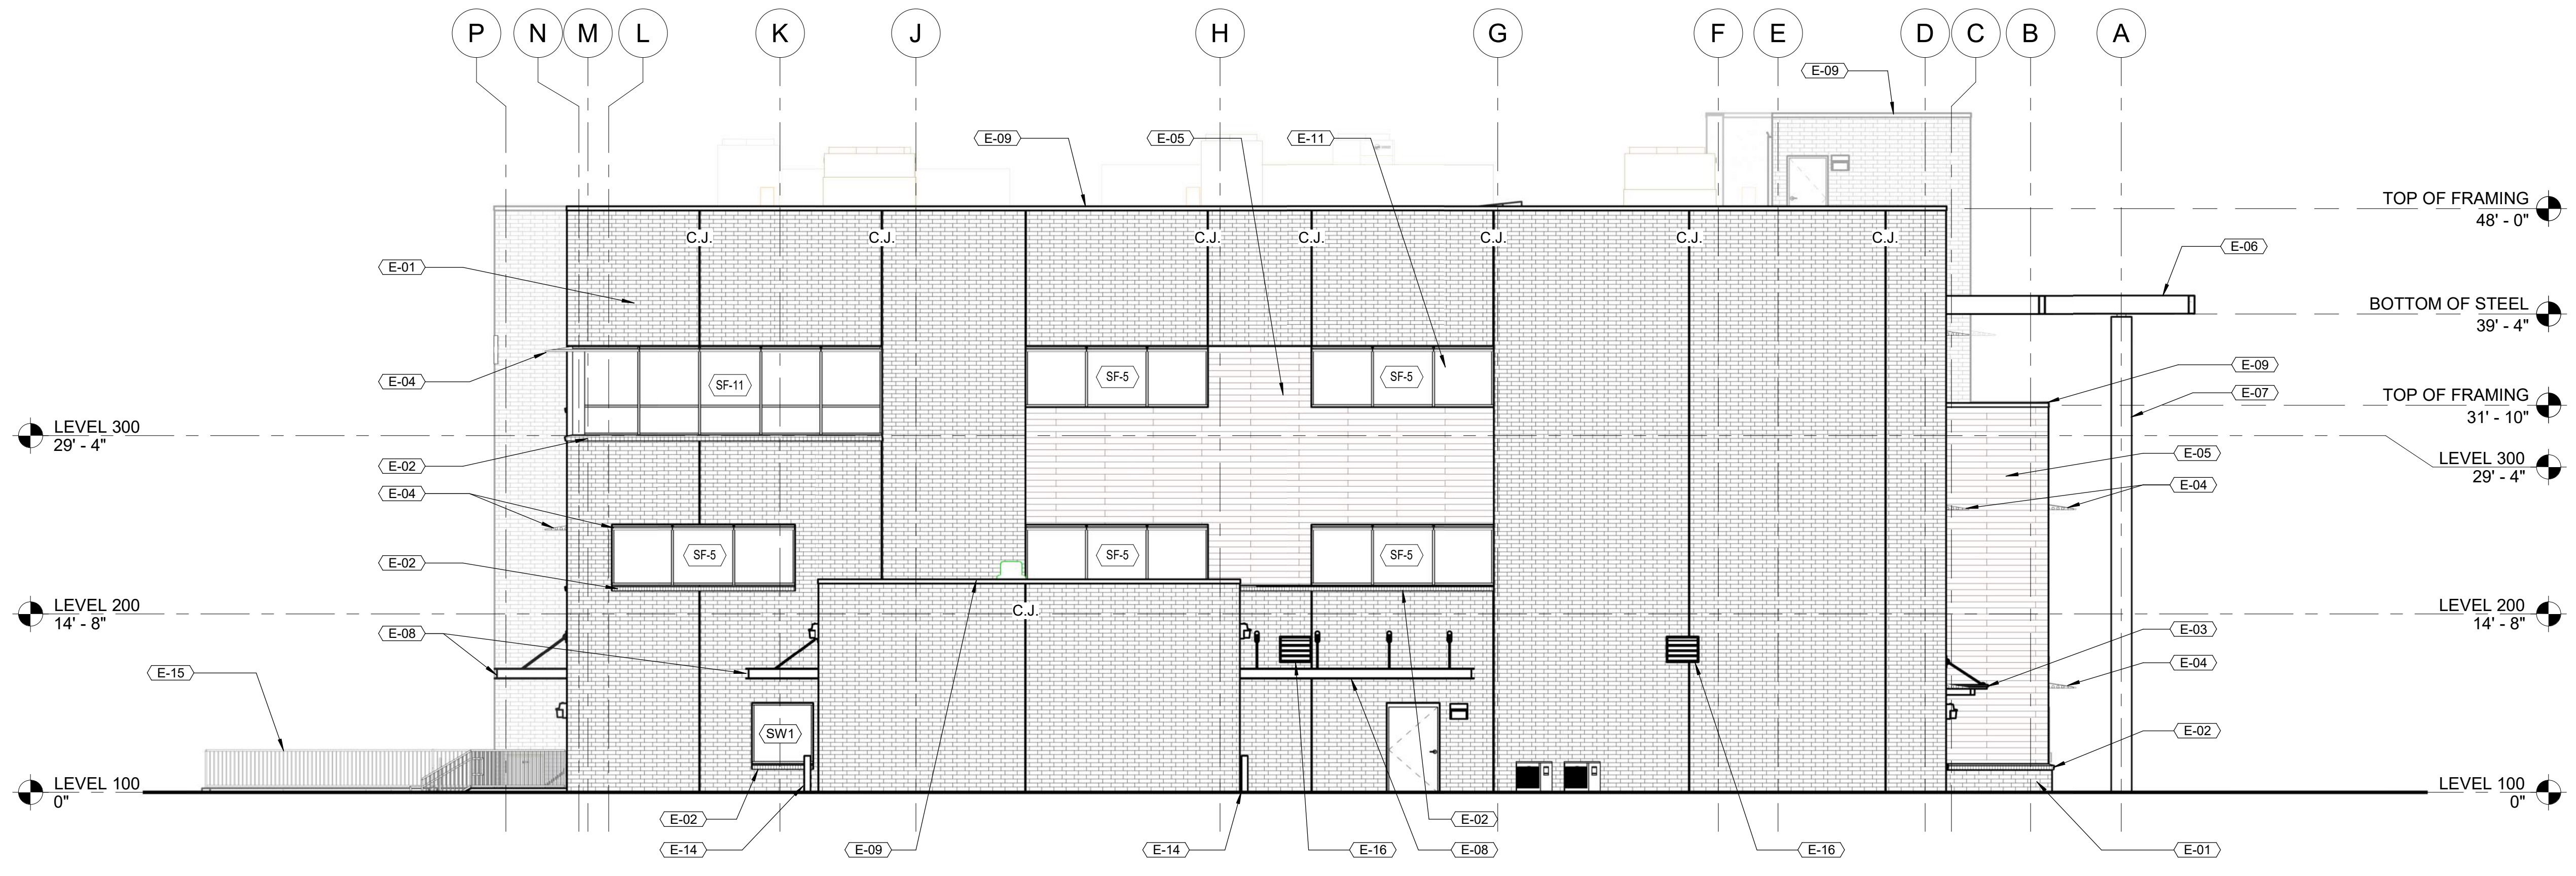 P N M L K J H G F E D C B A
E-09
E-09
E-05
E-11
TOP OF FRAMING
48' - 0"
C.J. C.J. C.J. C.J. C.J. C.J. C.J.
E-06
E-01
BOTTOM OF STEEL
39' - 4"
E-09
E-04
SF-11
SF-5
SF-5
E-07
TOP OF FRAMING
31' - 10"
LEVEL 300
29' - 4"
E-05
LEVEL 300
29' - 4"
E-02
E-04
E-04
SF-5
SF-5
SF-5
E-02
LEVEL 200
14' - 8"
C.J.
LEVEL 200
14' - 8"
E-08
E-03
E-04
E-15
SW1
E-02
LEVEL 100
0"
LEVEL 100
0"
E-02
E-02
E-14
E-09
E-14
E-16
E-08
E-16
E-01